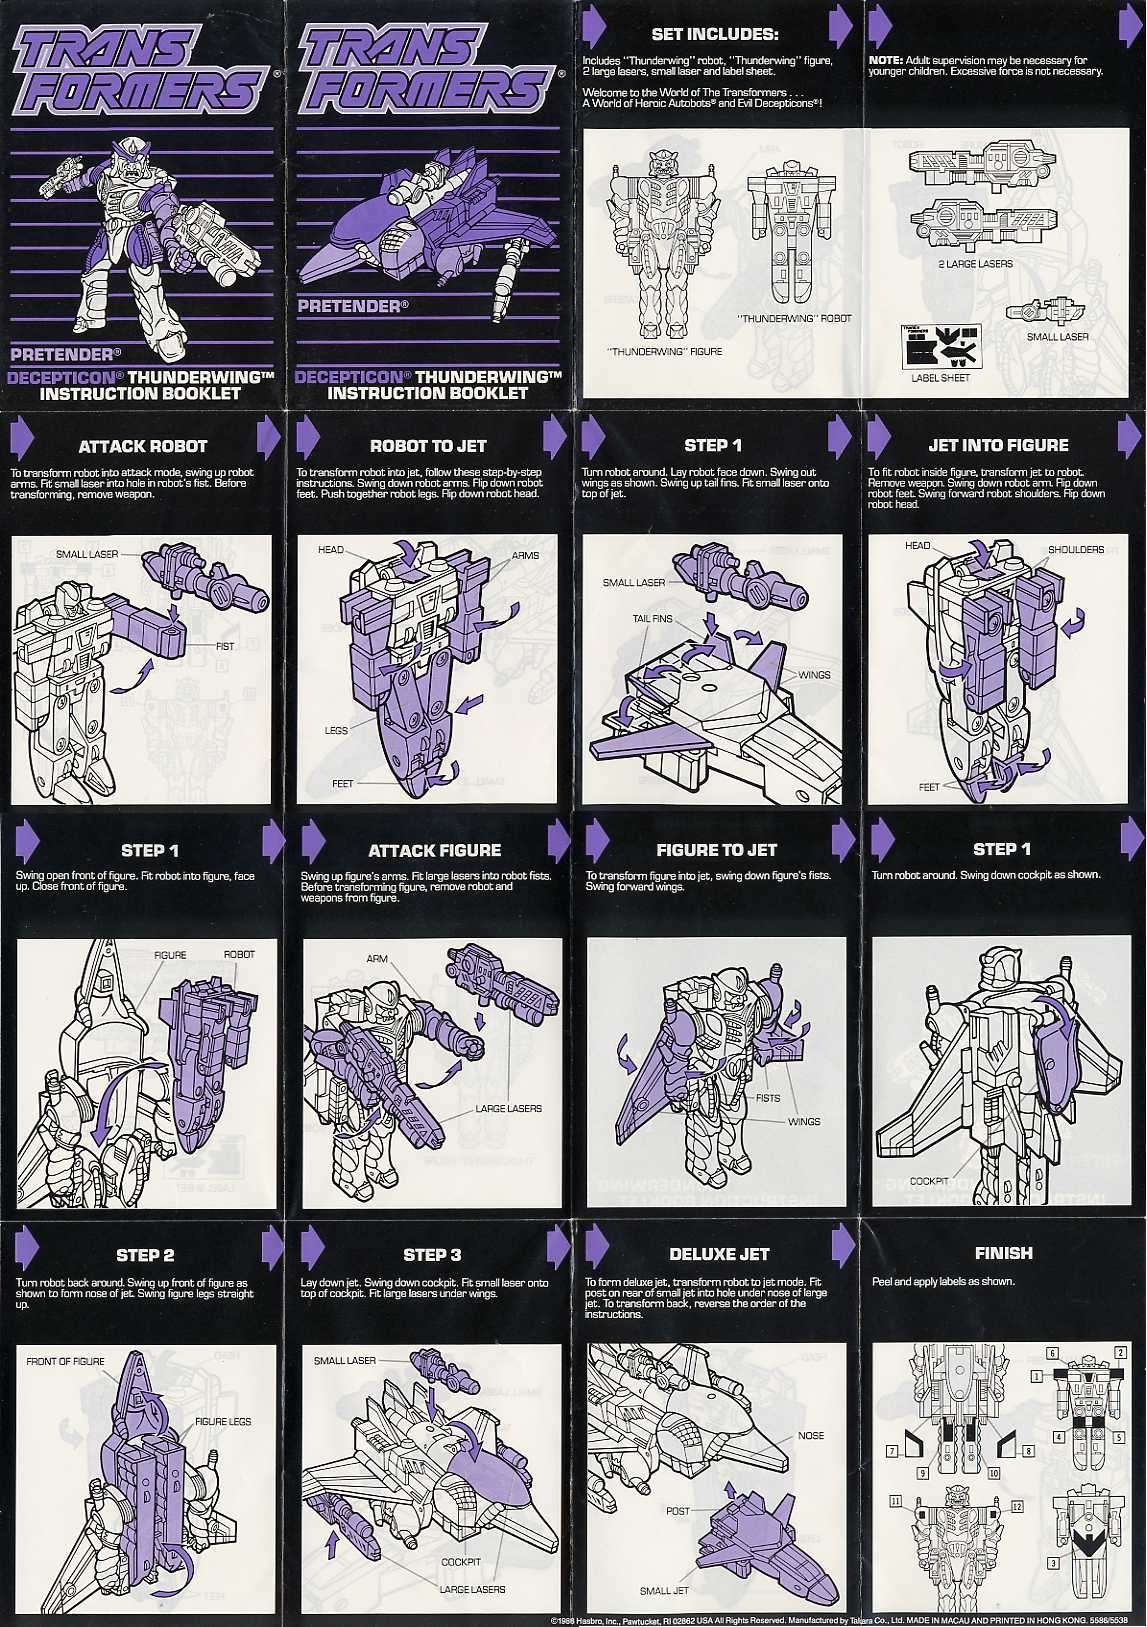 TRANS
FORMERS®
PRETENDER®
DECEPTICON® THUNDERWING™
INSTRUCTION BOOKLET
TRANS
FORMERS®
PRETENDER®
DECEPTICON® THUNDERWING™
INSTRUCTION BOOKLET
SET INCLUDES:
Includes "Thunderwing" robot, "Thunderwing" figure,
2 large lasers, small laser and label sheet.
Welcome to the World of The Transformers . . .
A World of Heroic Autobots® and Evil Decepticons®!
"THUNDERWING" FIGURE
"THUNDERWING" ROBOT
NOTE: Adult supervision may be necessary for
younger children. Excessive force is not necessary.
2 LARGE LASERS
SMALL LASER
LABEL SHEET
ATTACK ROBOT
To transform robot into attack mode, swing up robot
arms. Fit small laser into hole in robot's fist. Before
transforming, remove weapon.
SMALL LASER
FIST
ROBOT TO JET
To transform robot into jet, follow these step-by-step
instructions. Swing down robot arms. Flip down robot
feet. Push together robot legs. Flip down robot head.
HEAD
ARMS
LEGS
FEET
STEP 1
Turn robot around. Lay robot face down. Swing out
wings as shown. Swing up tail fins. Fit small laser onto
top of jet.
SMALL LASER
TAIL FINS
WINGS
JET INTO FIGURE
To fit robot inside figure, transform jet to robot.
Remove weapon. Swing down robot arm. Flip down
robot feet. Swing forward robot shoulders. Flip down
robot head.
HEAD
SHOULDERS
FEET
STEP 1
Swing open front of figure. Fit robot into figure, face
up. Close front of figure.
FIGURE
ROBOT
ATTACK FIGURE
Swing up figure's arms. Fit large lasers into robot fists.
Before transforming figure, remove robot and
weapons from figure.
ARM
LARGE LASERS
FIGURE TO JET
To transform figure into jet, swing down figure's fists.
Swing forward wings.
FISTS
WINGS
STEP 1
Turn robot around. Swing down cockpit as shown.
COCKPIT
STEP 2
Turn robot back around. Swing up front of figure as
shown to form nose of jet. Swing figure legs straight
up.
FRONT OF FIGURE
FIGURE LEGS
STEP 3
Lay down jet. Swing down cockpit. Fit small laser onto
top of cockpit. Fit large lasers under wings.
SMALL LASER
COCKPIT
LARGE LASERS
DELUXE JET
To form deluxe jet, transform robot to jet mode. Fit
post on rear of small jet into hole under nose of large
jet. To transform back, reverse the order of the
instructions.
NOSE
POST
SMALL JET
FINISH
Peel and apply labels as shown.
6
2
1
4
5
7
8
9
10
11
12
3
©1988 Hasbro, Inc., Pawtucket, RI 02862 USA All Rights Reserved. Manufactured by Takara Co., Ltd. MADE IN MACAU AND PRINTED IN HONG KONG. 5586/5538